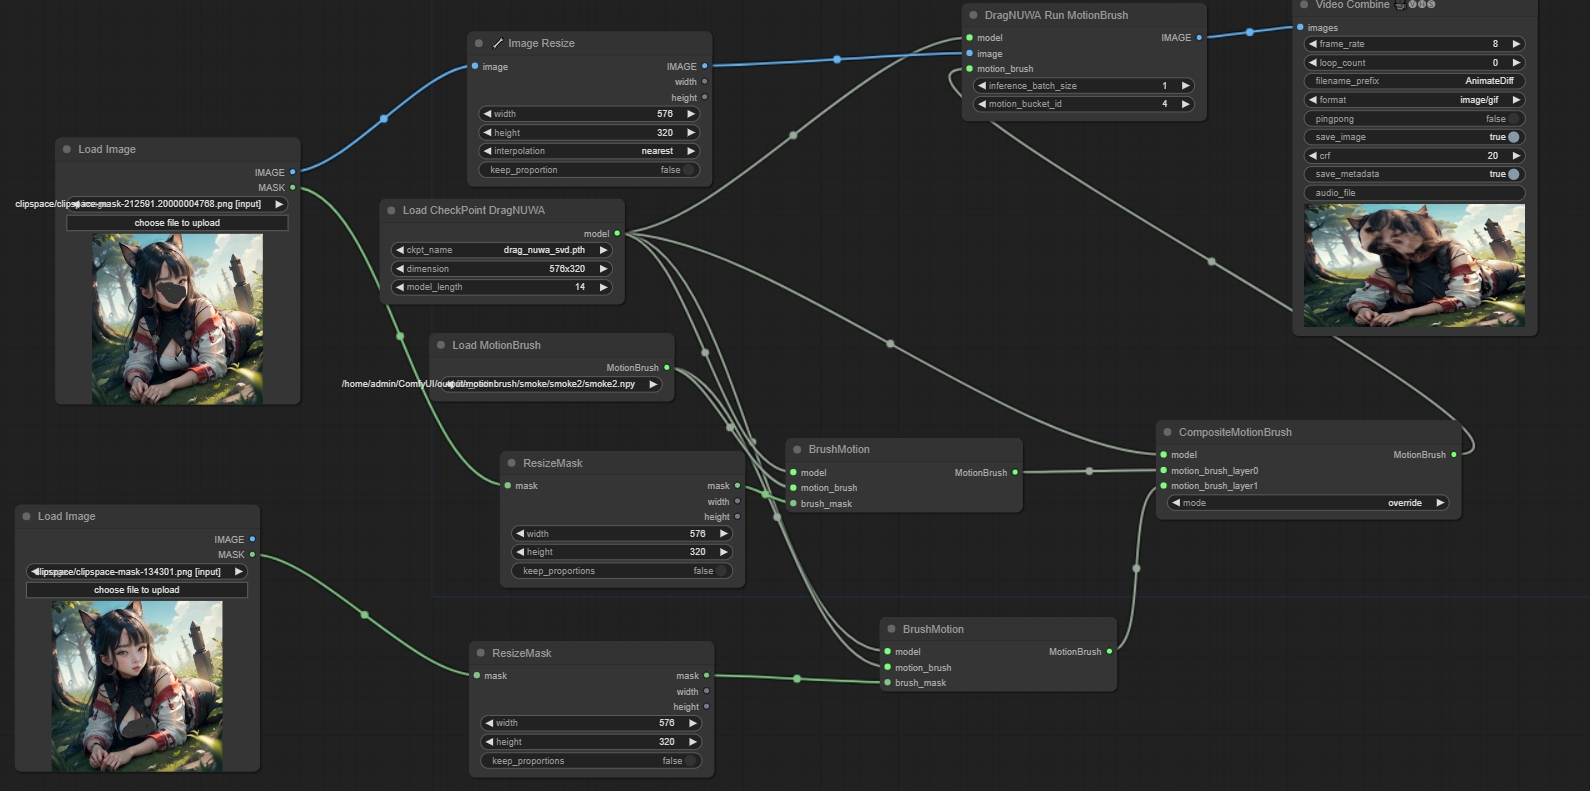 Load Image
IMAGE
MASK
clipspace/clipspace-mask-212591.20000004768.png [input]
choose file to upload
Image Resize
image
IMAGE
width
height
width 576
height 320
interpolation nearest
keep_proportion false
Load CheckPoint DragNUWA
model
ckpt_name drag_nuwa_svd.pth
dimension 576x320
model_length 14
Load MotionBrush
MotionBrush
/home/admin/ComfyUI/output/motionbrush/smoke/smoke2/smoke2.npy
DragNUWA Run MotionBrush
model
IMAGE
image
motion_brush
inference_batch_size 1
motion_bucket_id 4
Video Combine
images
frame_rate 8
loop_count 0
filename_prefix AnimateDiff
format image/gif
pingpong false
save_image true
crf 20
save_metadata true
audio_file
ResizeMask
mask
mask
width
height
width 576
height 320
keep_proportions false
BrushMotion
model
MotionBrush
motion_brush
brush_mask
CompositeMotionBrush
model
MotionBrush
motion_brush_layer0
motion_brush_layer1
mode override
Load Image
IMAGE
MASK
clipspace/clipspace-mask-134301.png [input]
choose file to upload
ResizeMask
mask
mask
width
height
width 576
height 320
keep_proportions false
BrushMotion
model
MotionBrush
motion_brush
brush_mask